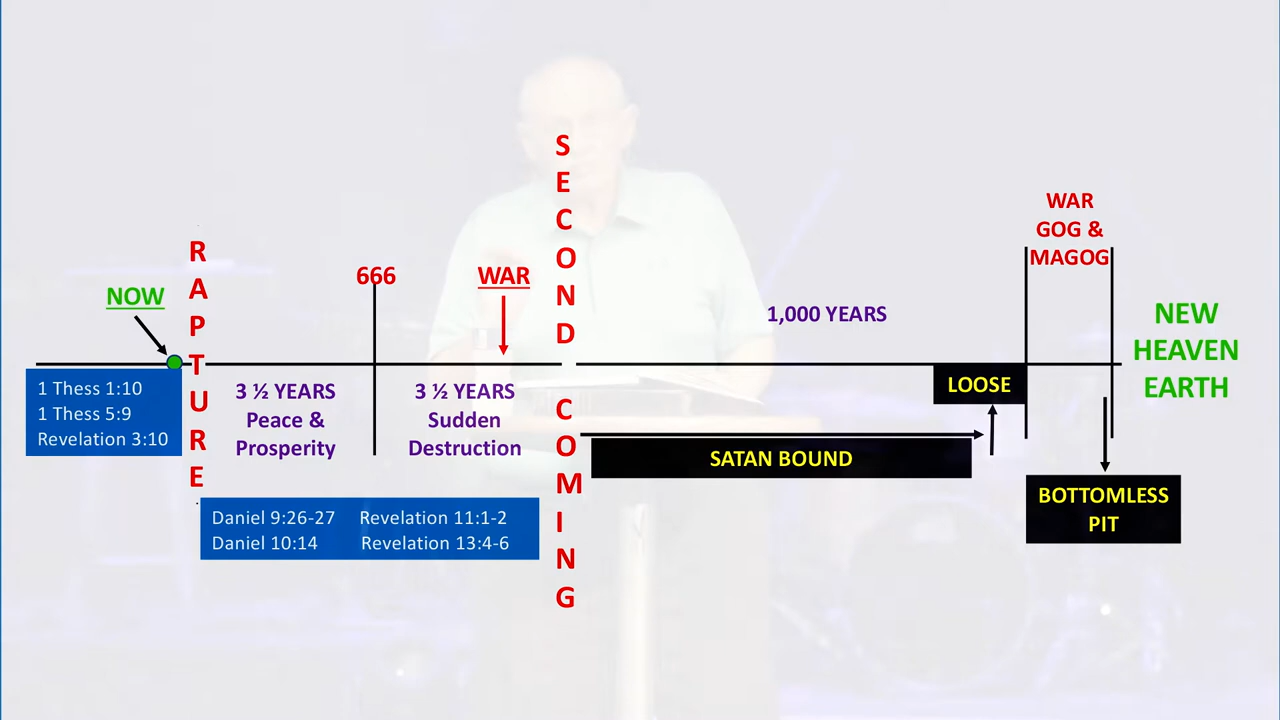 NOW
1 Thess 1:10
1 Thess 5:9
Revelation 3:10
RAPTURE
666
3 ½ YEARS
Peace &
Prosperity
WAR
3 ½ YEARS
Sudden
Destruction
Daniel 9:26-27 Revelation 11:1-2
Daniel 10:14 Revelation 13:4-6
SECOND COMING
1,000 YEARS
SATAN BOUND
LOOSE
WAR
GOG &
MAGOG
BOTTOMLESS
PIT
NEW
HEAVEN
EARTH